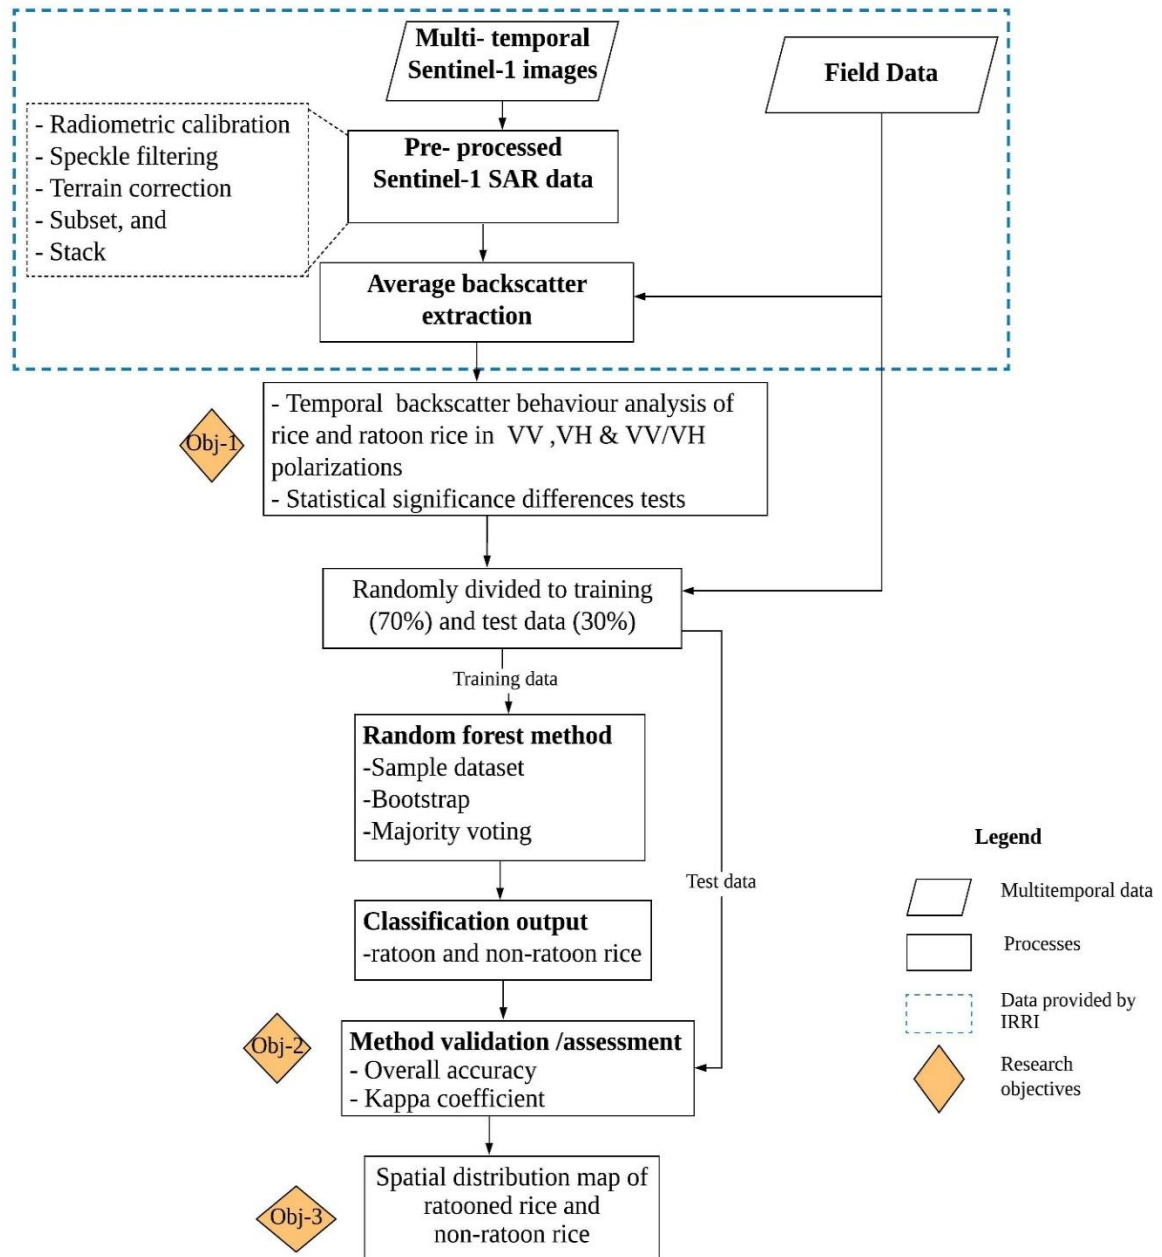 Multi- temporal
Sentinel-1 images
Field Data
- Radiometric calibration
- Speckle filtering
- Terrain correction
- Subset, and
- Stack
Pre- processed
Sentinel-1 SAR data
Average backscatter
extraction
Obj-1
- Temporal  backscatter behaviour analysis of
rice and ratoon rice in  VV ,VH & VV/VH
polarizations
- Statistical significance differences tests
Randomly divided to training
(70%) and test data (30%)
Training data
Random forest method
-Sample dataset
-Bootstrap
-Majority voting
Test data
Classification output
-ratoon and non-ratoon rice
Obj-2
Method validation /assessment
- Overall accuracy
- Kappa coefficient
Obj-3
Spatial distribution map of
ratooned rice and
non-ratoon rice
Legend
Multitemporal data
Processes
Data provided by
IRRI
Research
objectives